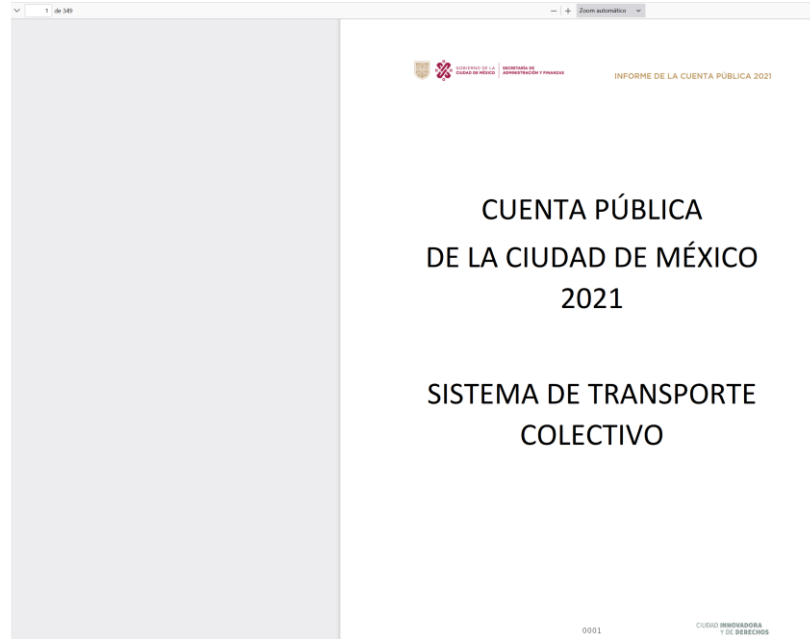 1 de 349
Zoom automático
GOBIERNO DE LA
CIUDAD DE MÉXICO
SECRETARÍA DE
ADMINISTRACIÓN Y FINANZAS
INFORME DE LA CUENTA PÚBLICA 2021
CUENTA PÚBLICA
DE LA CIUDAD DE MÉXICO
2021
SISTEMA DE TRANSPORTE
COLECTIVO
0001
CIUDAD INNOVADORA
Y DE DERECHOS